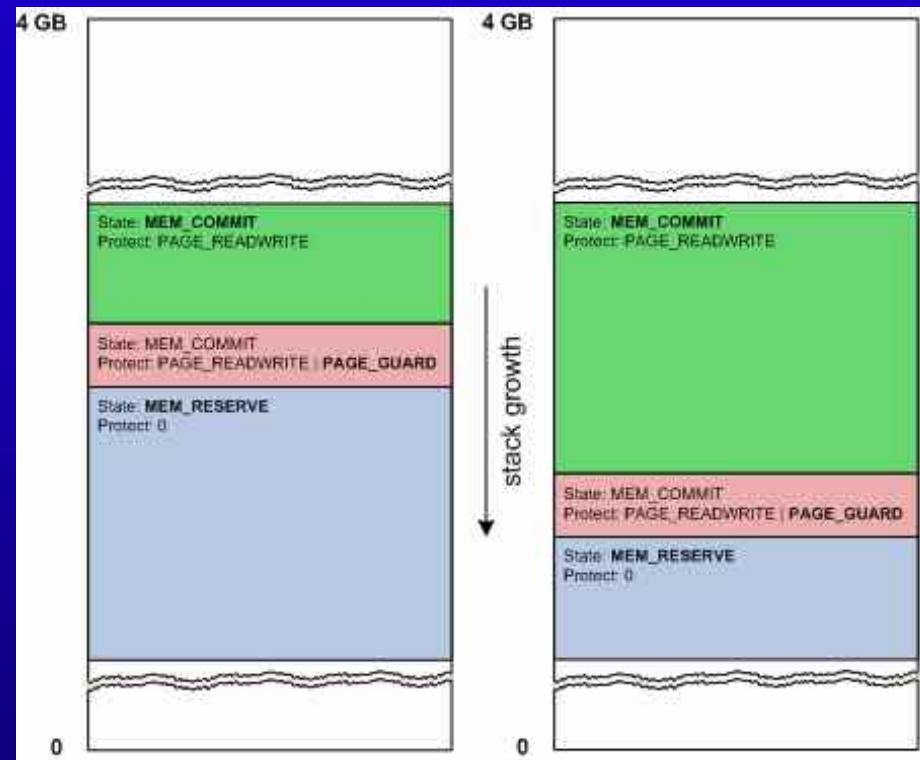 4 GB
State: MEM_COMMIT
Protect: PAGE_READWRITE
State: MEM_COMMIT
Protect: PAGE_READWRITE | PAGE_GUARD
State: MEM_RESERVE
Protect: 0
0
stack growth
4 GB
State: MEM_COMMIT
Protect: PAGE_READWRITE
State: MEM_COMMIT
Protect: PAGE_READWRITE | PAGE_GUARD
State: MEM_RESERVE
Protect: 0
0